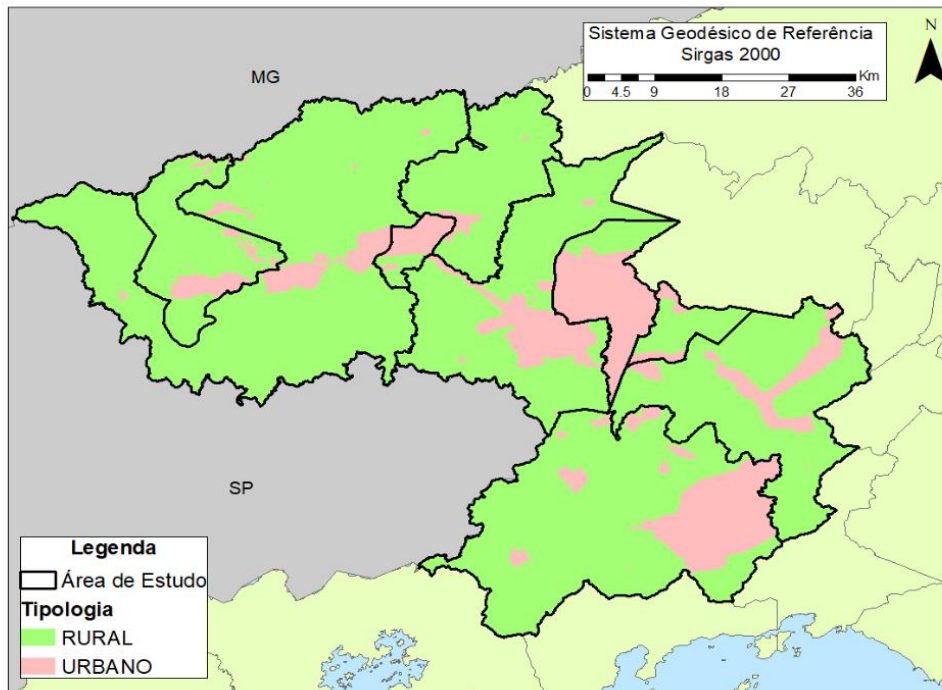 Sistema Geodésico de Referência
Sirgas 2000
Km
0 4.5 9 18 27 36
N
MG
SP
Legenda
Área de Estudo
Tipologia
RURAL
URBANO